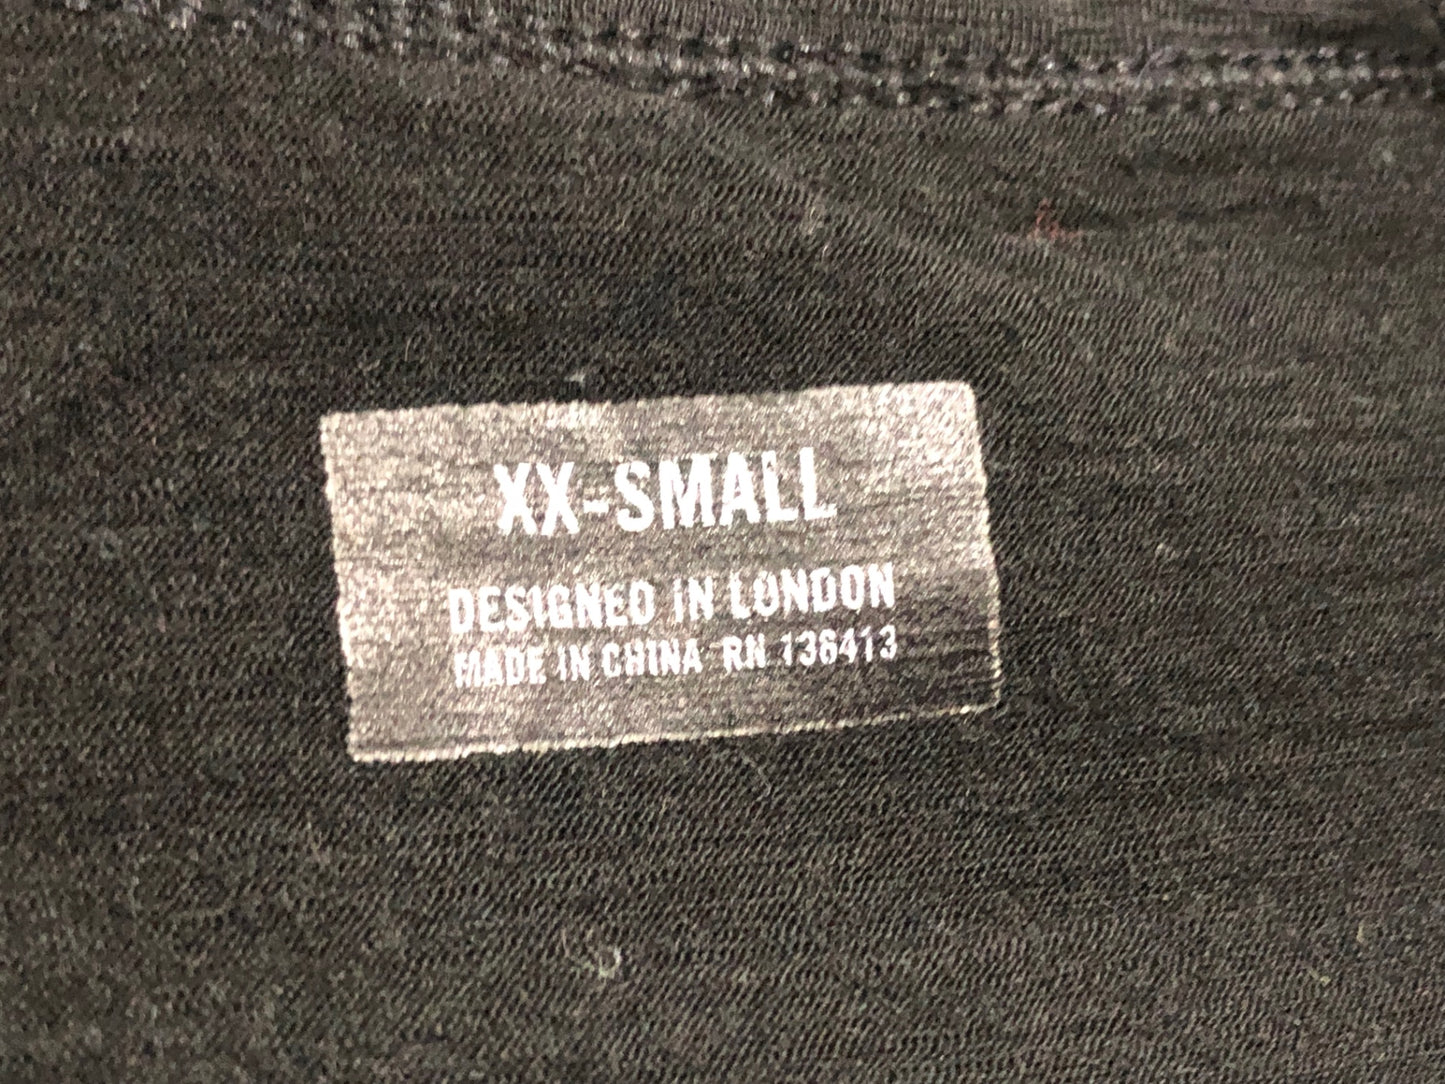 XX-SMALL
DESIGNED IN LONDON
MADE IN CHINA RN 136413